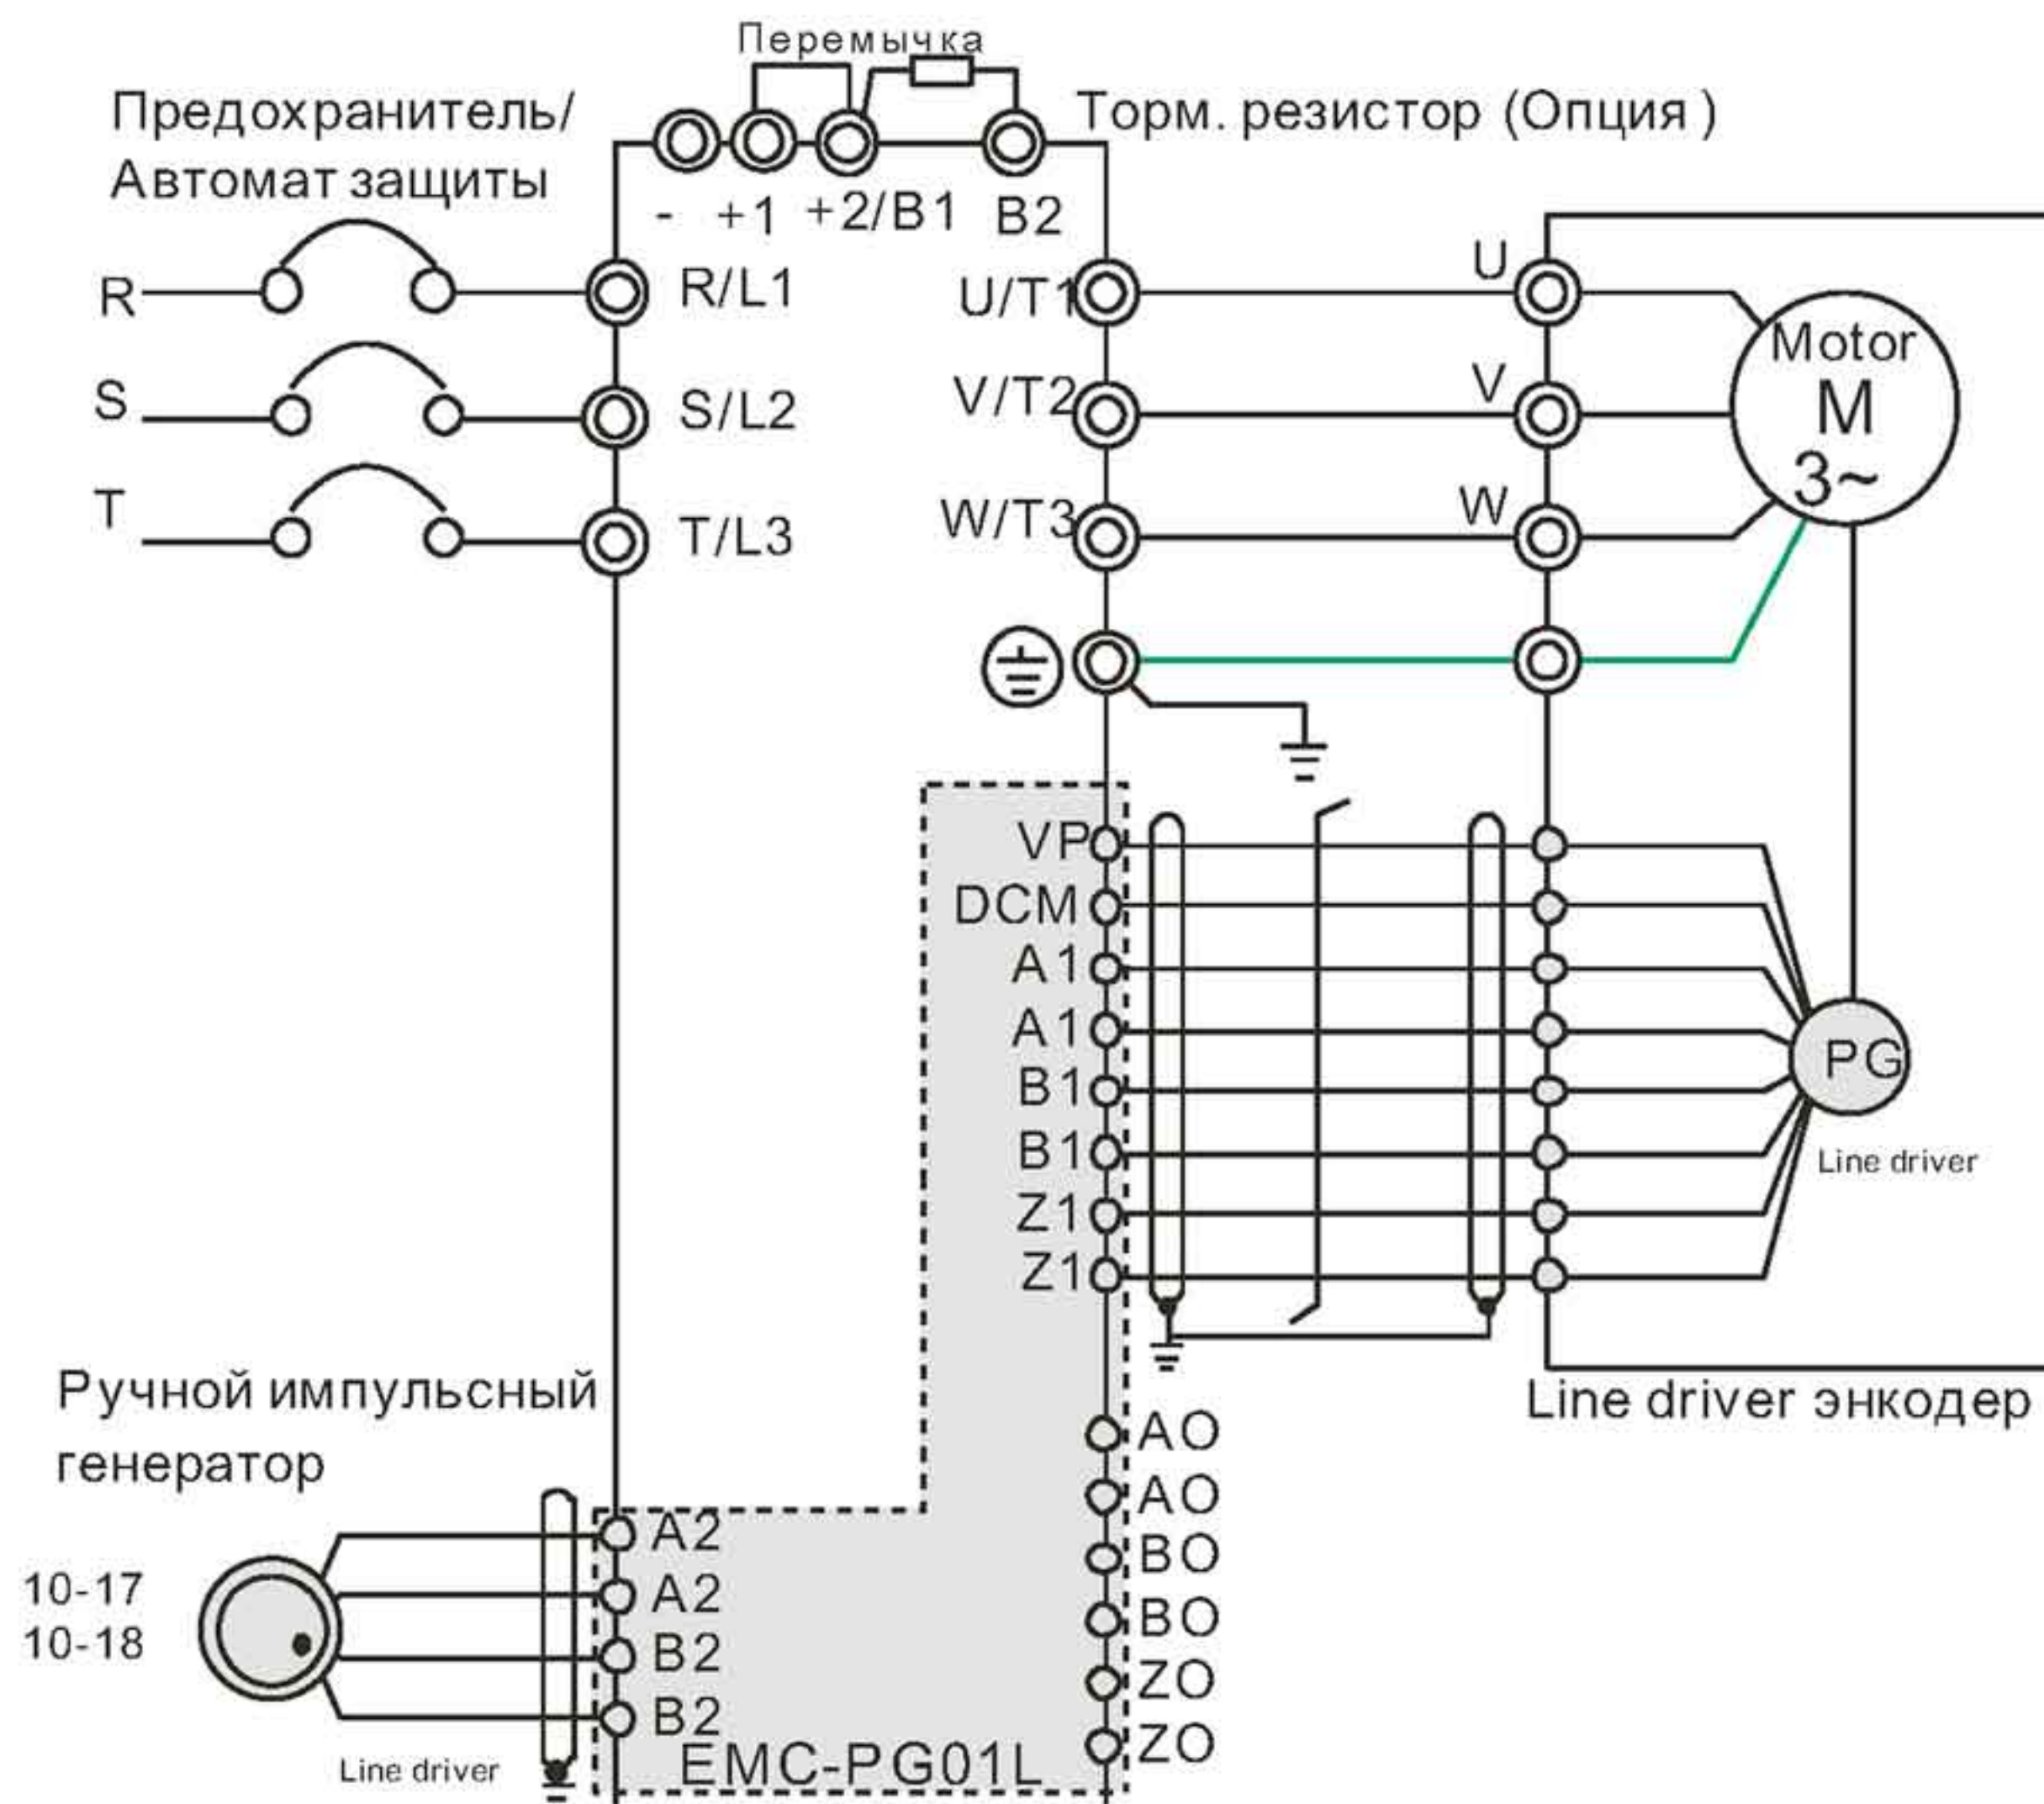 Перемычка
Предохранитель/
Автомат защиты
Торм. резистор (Опция)
- +1 +2/B1 B2
R
R/L1
U/T1
U
S
S/L2
V/T2
V
T
T/L3
W/T3
W
Motor
M
3~
VP
DCM
A1
A1
B1
B1
Z1
Z1
PG
Line driver
Line driver энкодер
Ручной импульсный
генератор
10-17
10-18
Line driver
A2
A2
B2
B2
EMC-PG01L
AO
AO
BO
BO
ZO
ZO